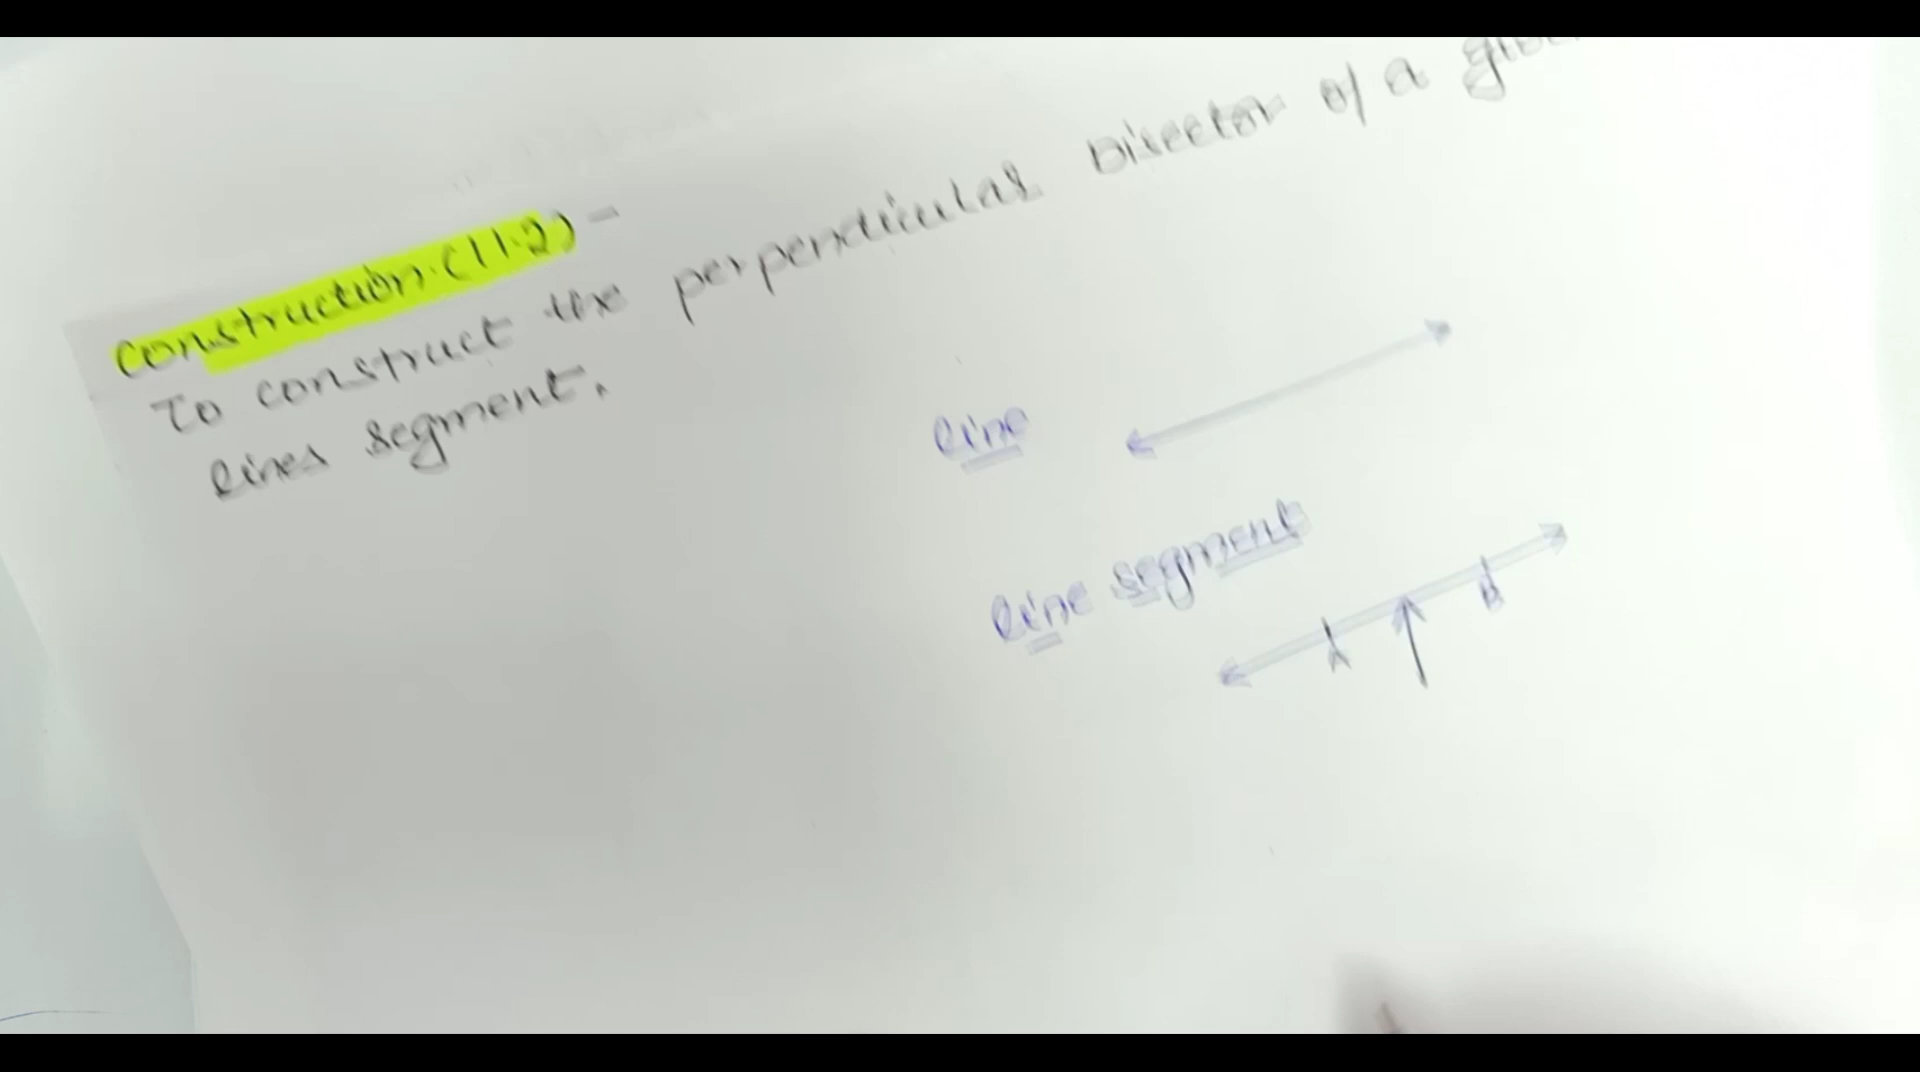 Construction.(11.2) -
To construct the perpendicular Bisector of a
lines segment.
line
line segment
A
B